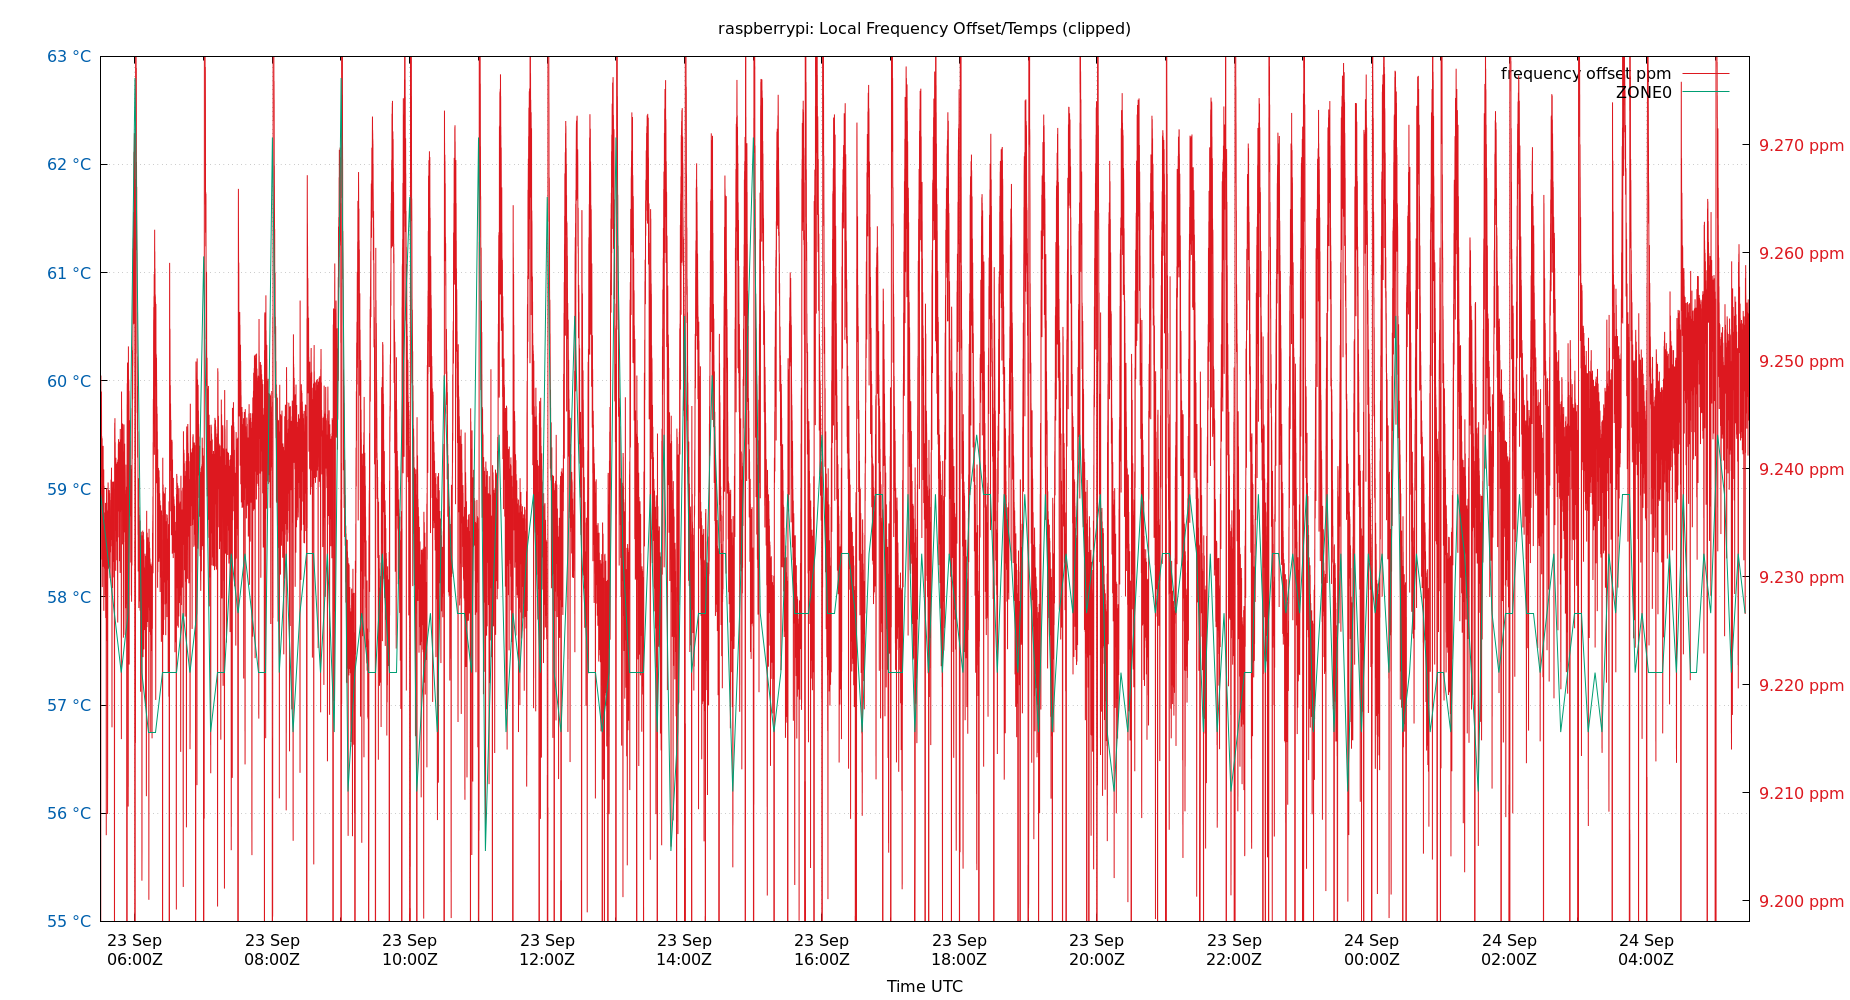 raspberrypi: Local Frequency Offset/Temps (clipped)
63 °C
62 °C
61 °C
60 °C
59 °C
58 °C
57 °C
56 °C
55 °C
frequency offset ppm
ZONE0
9.270 ppm
9.260 ppm
9.250 ppm
9.240 ppm
9.230 ppm
9.220 ppm
9.210 ppm
9.200 ppm
23 Sep
06:00Z
23 Sep
08:00Z
23 Sep
10:00Z
23 Sep
12:00Z
23 Sep
14:00Z
23 Sep
16:00Z
23 Sep
18:00Z
23 Sep
20:00Z
23 Sep
22:00Z
24 Sep
00:00Z
24 Sep
02:00Z
24 Sep
04:00Z
Time UTC